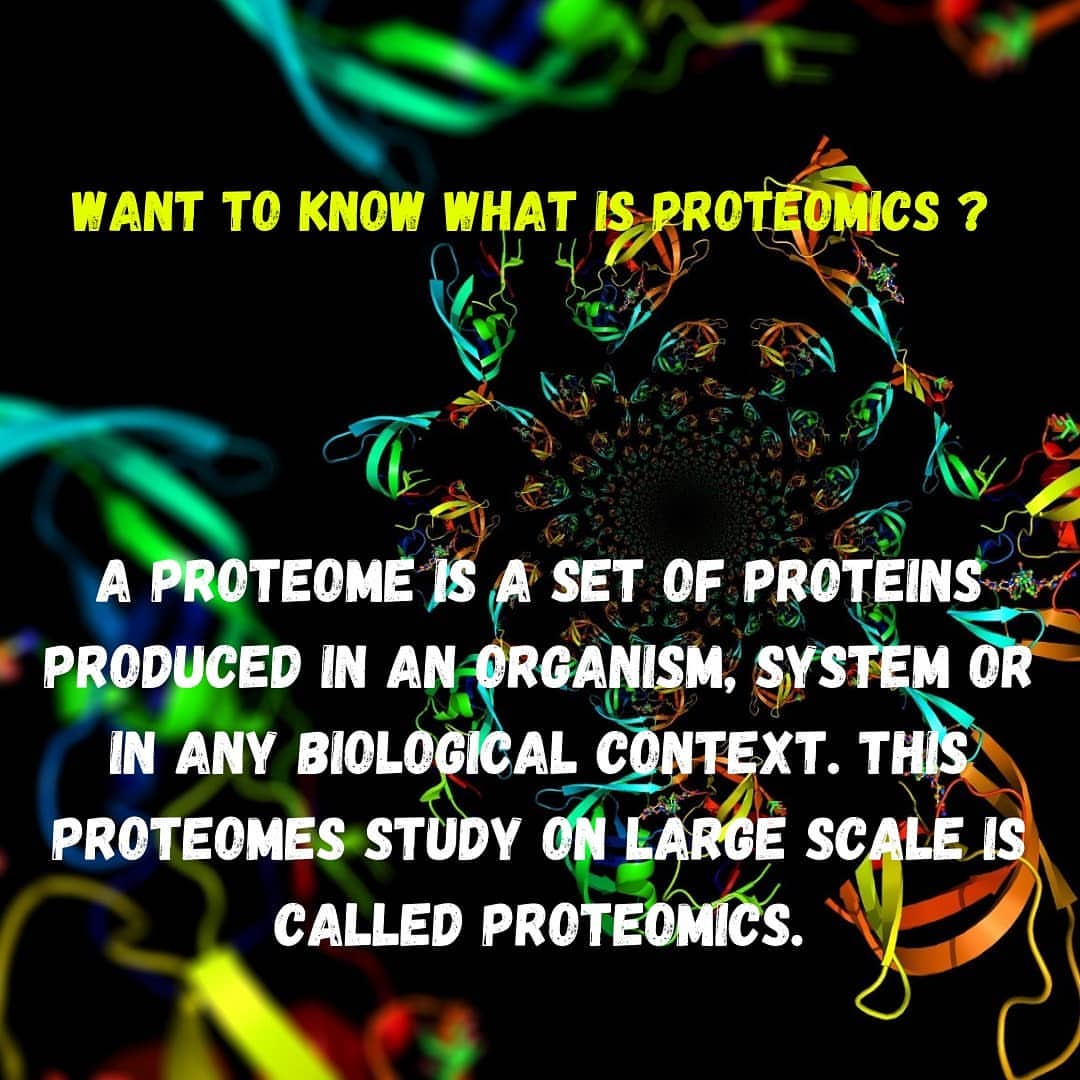 WANT TO KNOW WHAT IS PROTEOMICS ?
A PROTEOME IS A SET OF PROTEINS
PRODUCED IN AN ORGANISM, SYSTEM OR
IN ANY BIOLOGICAL CONTEXT. THIS
PROTEOMES STUDY ON LARGE SCALE IS
CALLED PROTEOMICS.